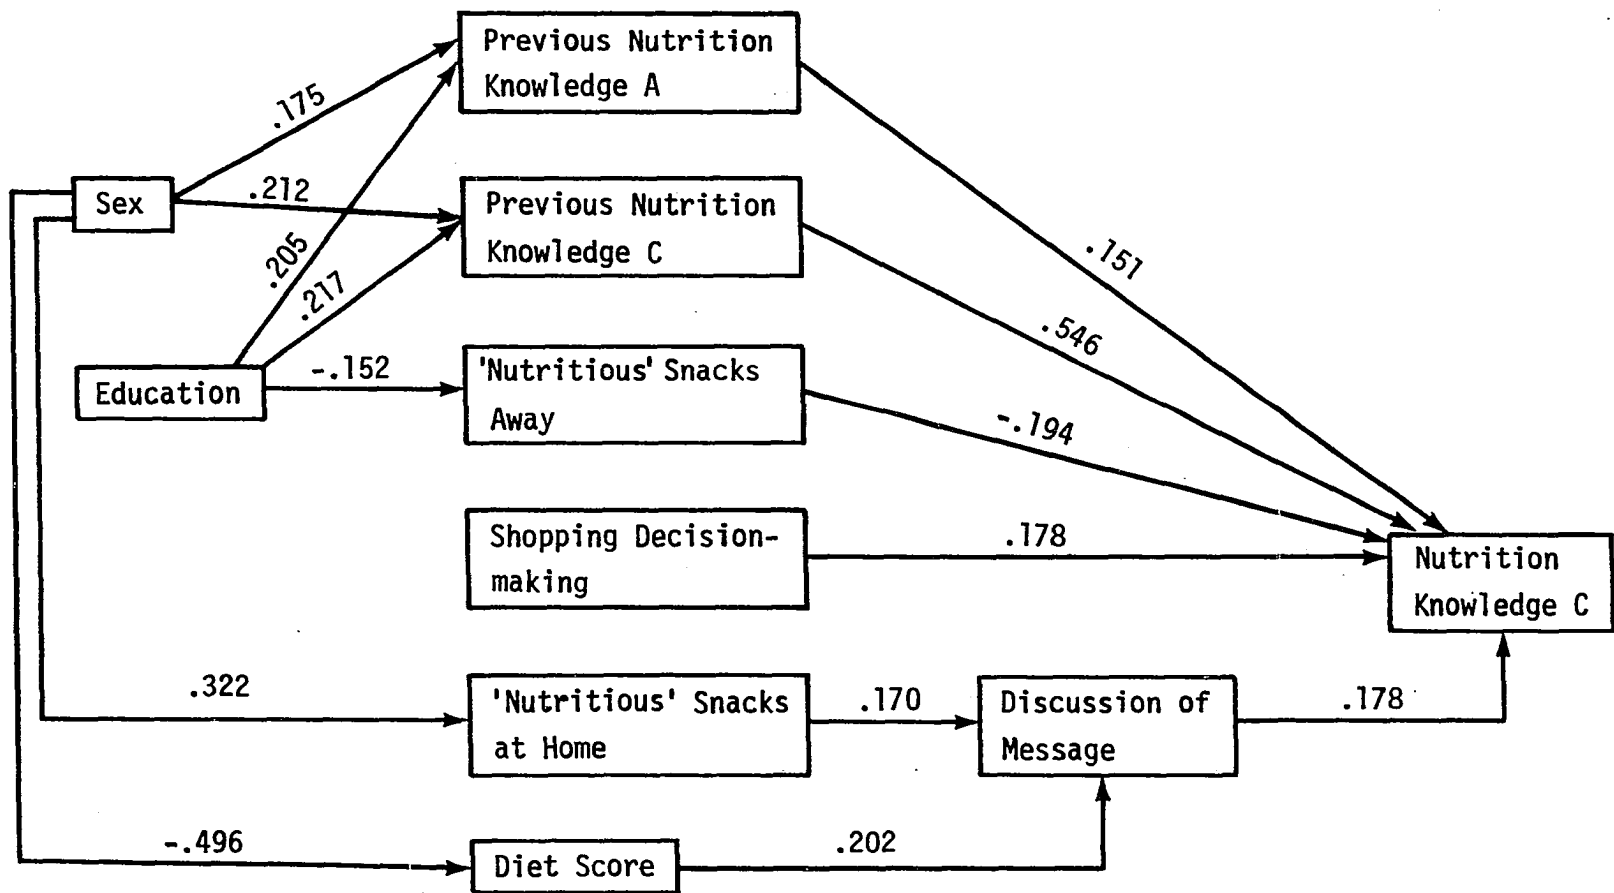 Previous Nutrition
Knowledge A
.175
Sex
.212
Previous Nutrition
Knowledge C
.205
.217
.151
.546
Education
-.152
'Nutritious' Snacks
Away
-.194
Shopping Decision-
making
.178
Nutrition
Knowledge C
.322
'Nutritious' Snacks
at Home
.170
Discussion of
Message
.178
-.496
Diet Score
.202